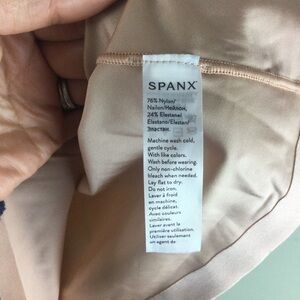 SPANX
76% Nylon/
Nailon/Нейлон,
24% Elastane/
Elastano/Elastan/
Эластан.
Machine wash cold,
gentle cycle.
With like colors.
Wash before wearing.
Only non-chlorine
bleach when needed.
Lay flat to dry.
Do not iron.
Laver à froid
en machine,
cycle délicat.
Avec couleurs
similaires.
Laver avant la
première utilisation.
Utiliser seulement
un agent de